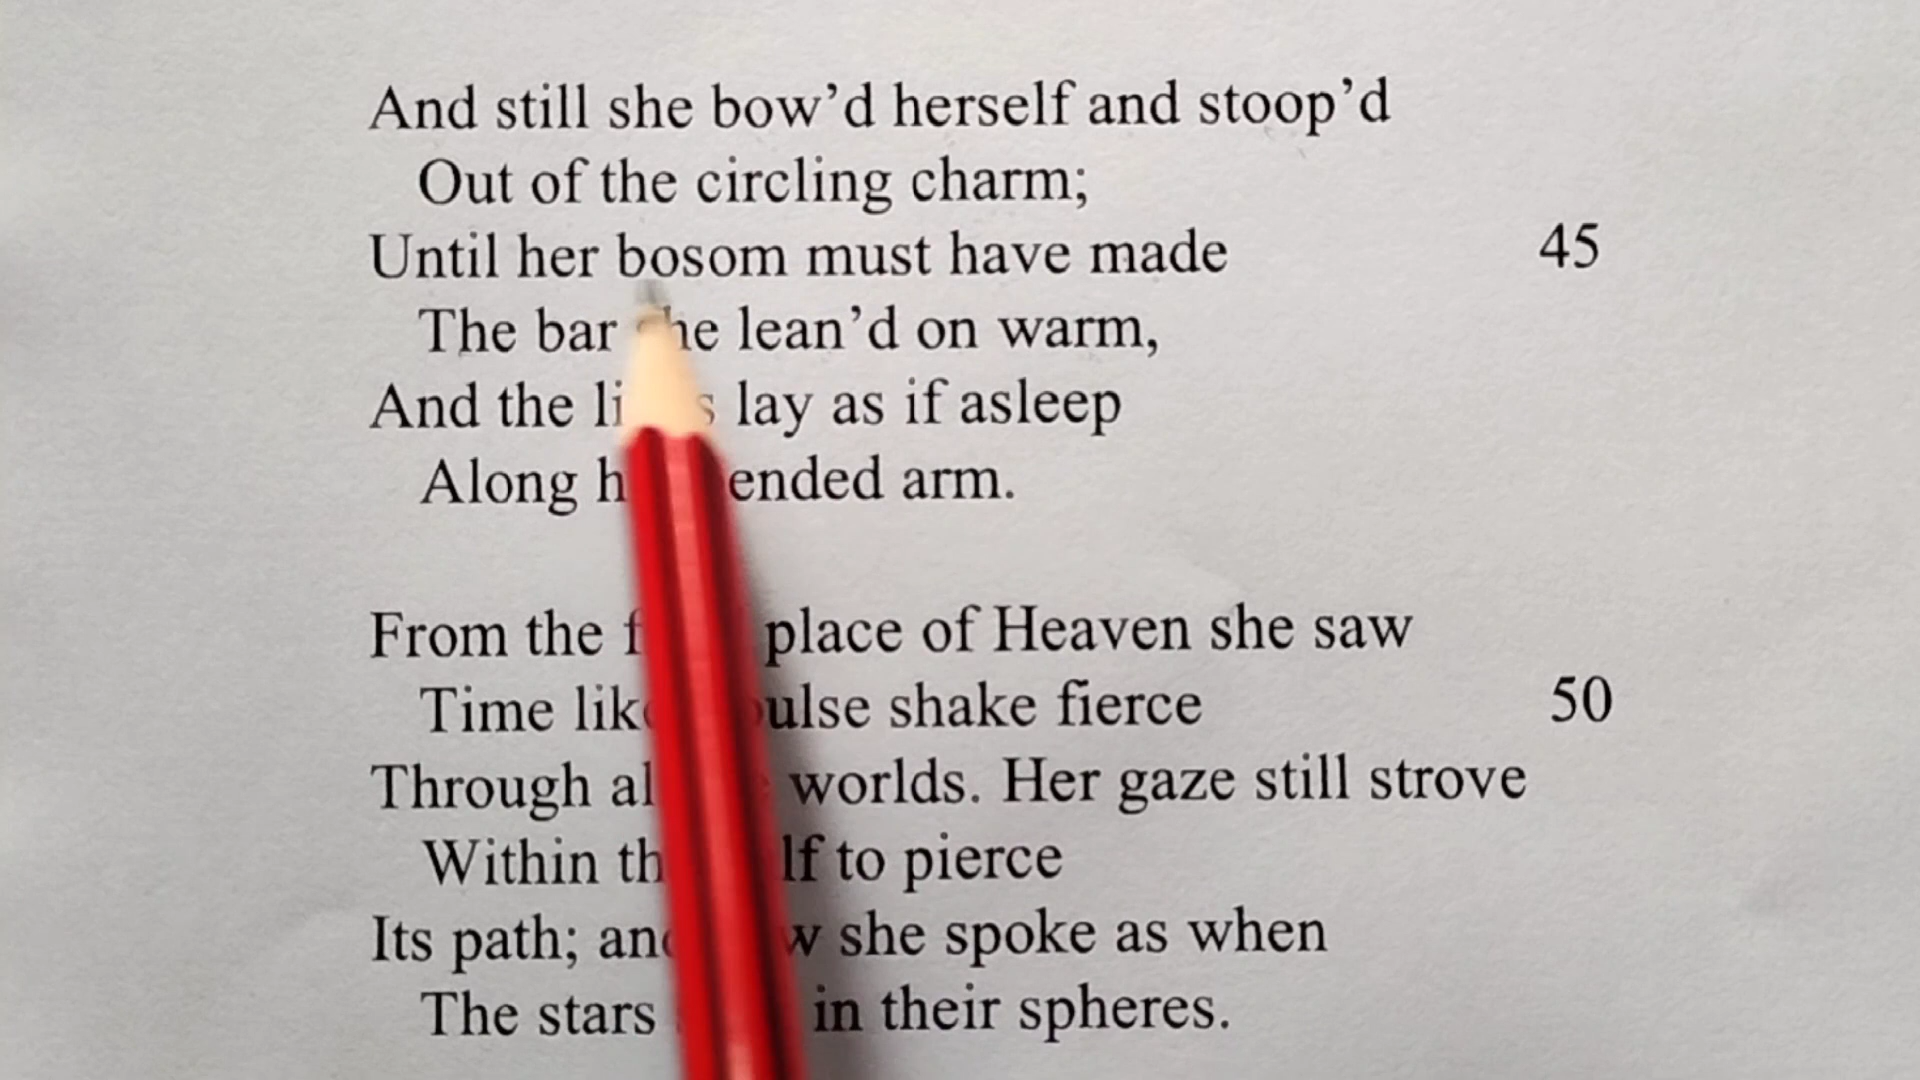 And still she bow’d herself and stoop’d
Out of the circling charm;
Until her bosom must have made 45
The bar she lean’d on warm,
And the lay as if asleep
Along arm.
From the place of Heaven she saw
Time shake fierce 50
Through worlds. Her gaze still strove
Within to pierce
Its path; she spoke as when
The stars in their spheres.